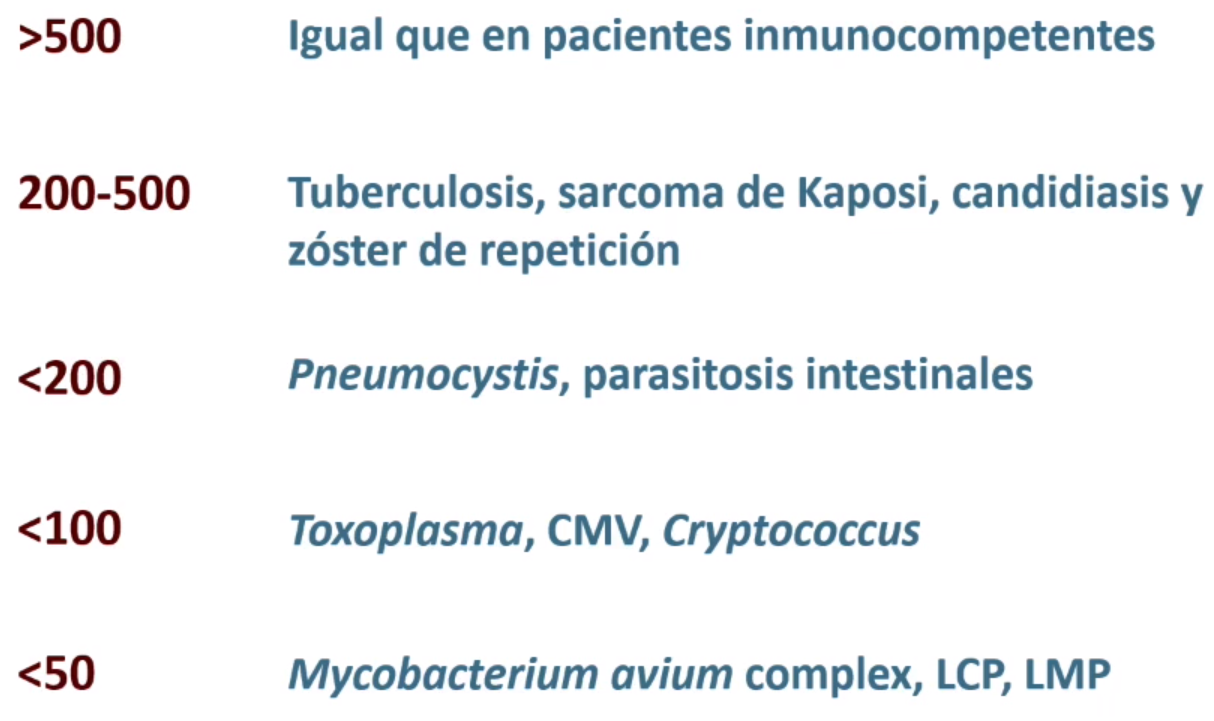 >500 Igual que en pacientes inmunocompetentes
200-500 Tuberculosis, sarcoma de Kaposi, candidiasis y
zóster de repetición
<200 Pneumocystis, parasitosis intestinales
<100 Toxoplasma, CMV, Cryptococcus
<50 Mycobacterium avium complex, LCP, LMP